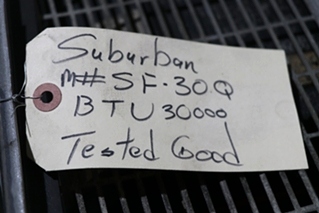 Suburban
M# SF-30Q
BTU 30000
Tested Good